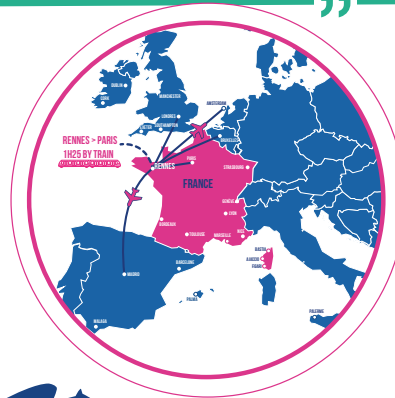 ”
DUBLIN
CORK
MANCHESTER
LONDRES
SOUTHAMPTON
EXETER
AMSTERDAM
BRUXELLES
RENNES > PARIS
1H25 BY TRAIN
RENNES
PARIS
STRASBOURG
FRANCE
GENÈVE
LYON
BORDEAUX
TOULOUSE
MARSEILLE
NICE
BASTIA
AJACCIO
FIGARI
BARCELONE
MADRID
PALMA
MALAGA
PALERME